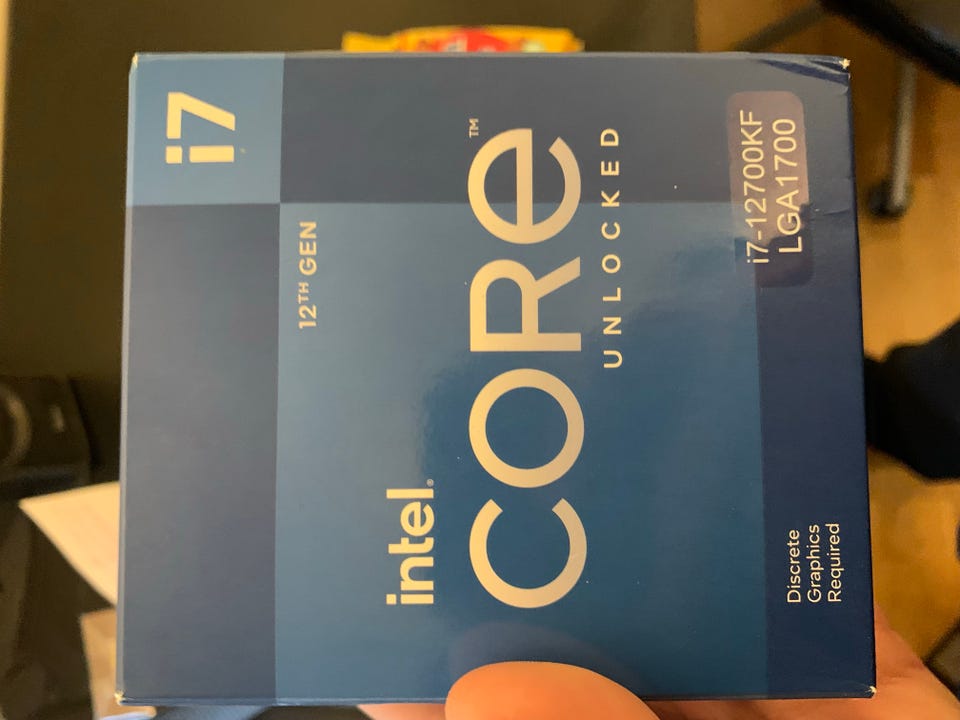 i7
12TH GEN
intel®
CORe™
UNLOCKED
i7-12700KF
LGA1700
Discrete
Graphics
Required